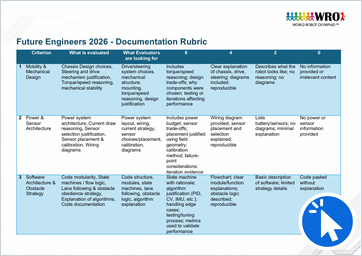 WRO
WORLD ROBOT OLYMPIAD™
Future Engineers 2026 - Documentation Rubric
Criterion What is evaluated What Evaluators are looking for 6 4 2 0
1 Mobility & Mechanical Design
Chassis Design choices, Steering and drive mechanism justification, Torque/speed reasoning, mechanical stability
Drive/steering system choices, mechanical structure, mounting, torque/speed reasoning, design justification
Includes torque/speed reasoning; design trade-offs; why components were chosen; testing or iterations affecting performance
Clear explanation of chassis, drive, steering; diagrams included; reproducible
Describes what the robot looks like; no reasoning; no diagrams
No information provided or irrelevant content
2 Power & Sensor Architecture
Power system architecture, Current draw reasoning, Sensor selection justification, Sensor placement & calibration, Wiring diagrams
Power system layout, wiring, current strategy, sensor choices/placement, calibration, diagrams
Includes power budget, sensor trade-offs; placement justified using field geometry; calibration method; failure-point considerations; iteration evidence
Wiring diagram provided, sensor placement and selection explained; reproducible
Lists battery/sensors; no diagrams; minimal explanation
No power or sensor information provided
3 Software Architecture & Obstacle Strategy
Code modularity, State machines / flow logic, Lane following & obstacle obedience strategy, Explanation of algorithms, Code documentation
Code structure, modules, state machines, lane following, obstacle logic, algorithm explanation
State machine with rationale; algorithm justification (PID, CV, IMU, etc.); handling edge cases; testing/tuning process; metrics used to validate performance
Flowchart; clear module/function explanations; obstacle logic described; reproducible
Basic description of software; limited strategy details
Code pasted without explanation